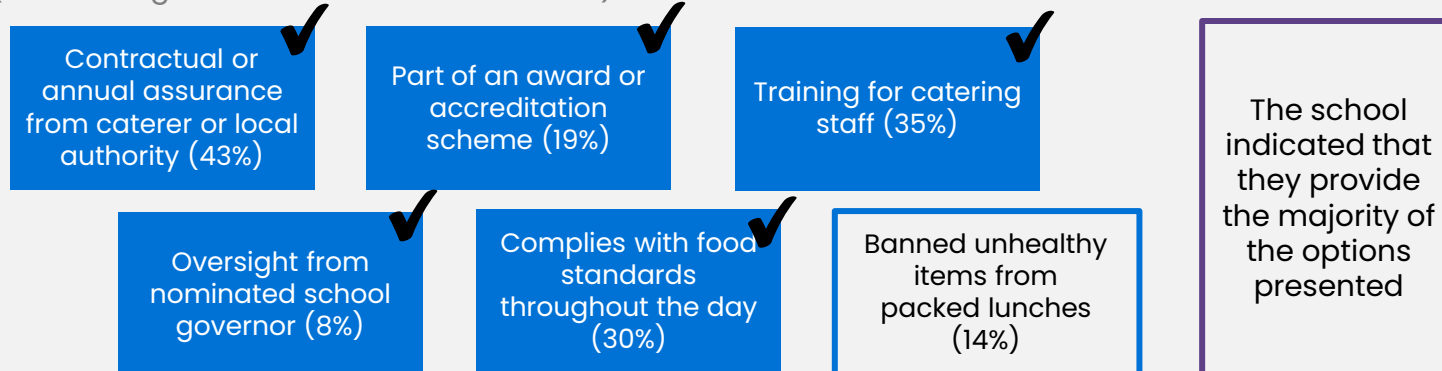 Contractual or
annual assurance
from caterer or local
authority (43%)
Part of an award or
accreditation
scheme (19%)
Training for catering
staff (35%)
Oversight from
nominated school
governor (8%)
Complies with food
standards
throughout the day
(30%)
Banned unhealthy
items from
packed lunches
(14%)
The school
indicated that
they provide
the majority of
the options
presented